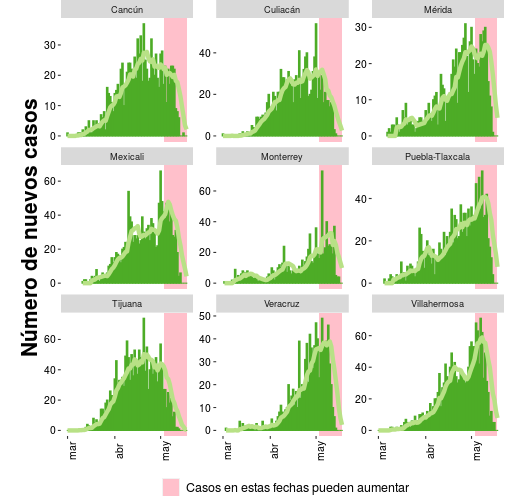 Número de nuevos casos
Cancún
Culiacán
Mérida
30
20
10
0
40
20
0
30
20
10
0
Mexicali
Monterrey
Puebla-Tlaxcala
60
40
20
0
60
40
20
0
40
20
0
Tijuana
Veracruz
Villahermosa
60
40
20
0
50
40
30
20
10
0
60
40
20
0
mar
abr
may
mar
abr
may
mar
abr
may
Casos en estas fechas pueden aumentar